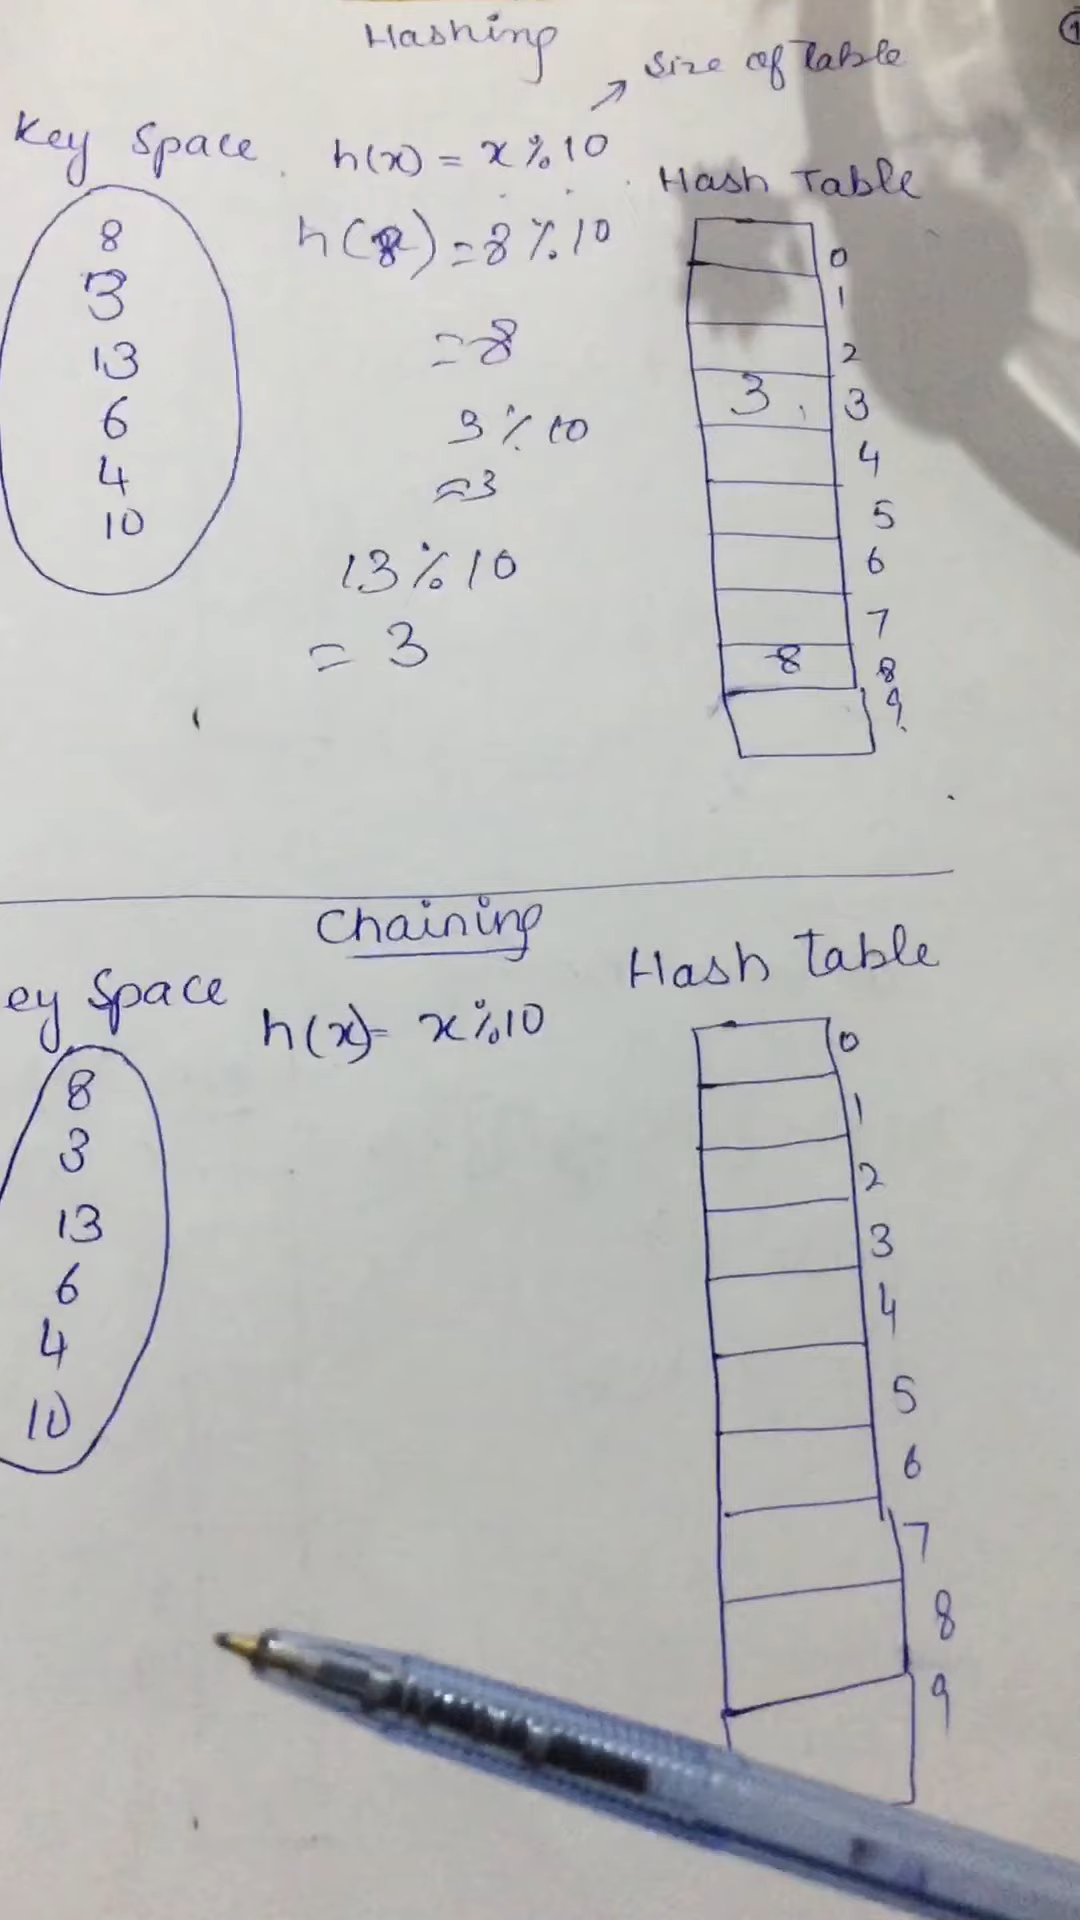 Hashing
size of Table
Key Space
h(x) = x % 10
Hash Table
8
3
13
6
4
10
h(8) = 8 % 10
= 8
3 % 10
= 3
13 % 10
= 3
0
1
2
3 3
4
5
6
7
8 8
9
Chaining
ey Space
h(x) = x % 10
Hash Table
8
3
13
6
4
10
0
1
2
3
4
5
6
7
8
9